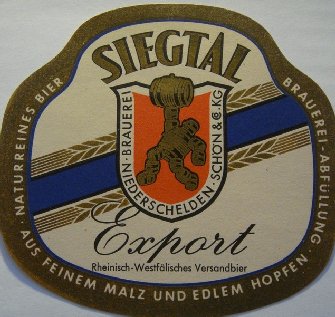 SIEGTAL
BRAUEREI
NIEDERSCHELDEN · SCHÖN & Co KG
Export
Rheinisch-Westfälisches Versandbier
· NATURREINES BIER ·
BRAUEREI-ABFÜLLUNG ·
AUS FEINEM MALZ UND EDLEM HOPFEN ·